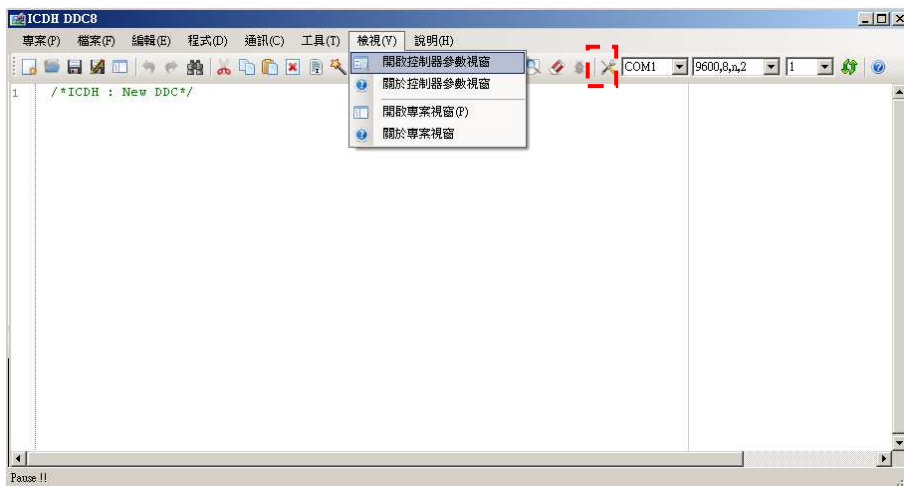 ICDH DDC8
專案(P) 檔案(F) 編輯(E) 程式(D) 通訊(C) 工具(T) 檢視(V) 說明(H)
COM1 9600,8,n,2 1
開啟控制器參數視窗
關於控制器參數視窗
開啟專案視窗(P)
關於專案視窗
1 /*ICDH : New DDC*/
Pause !!